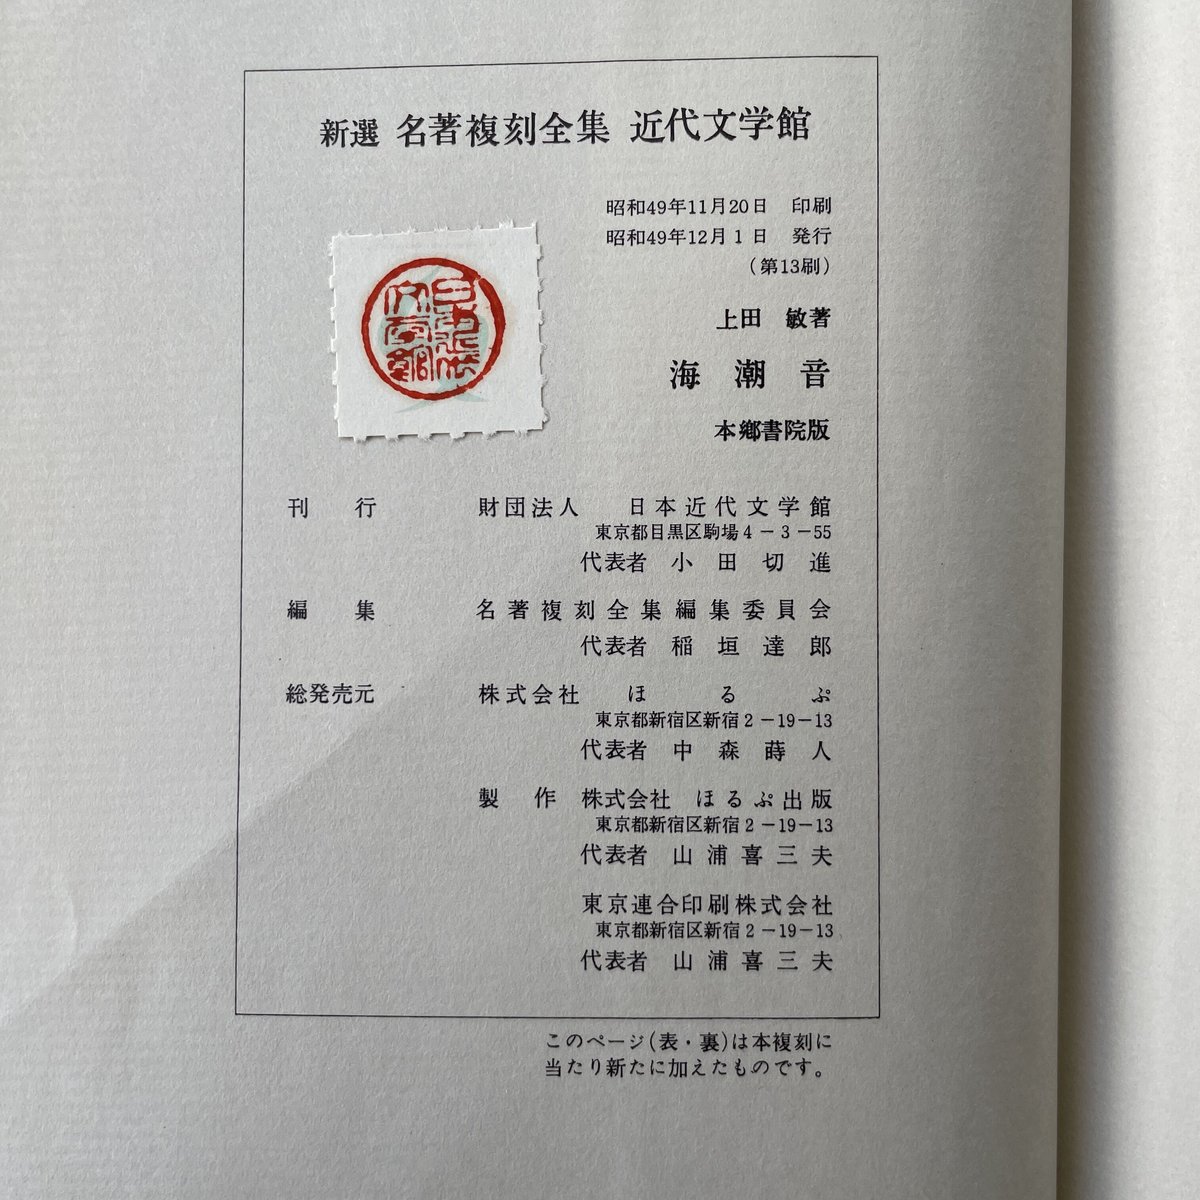 新選 名著複刻全集 近代文学館
昭和49年11月20日 印刷
昭和49年12月1日 発行
(第13刷)
上田 敏著
海潮音
本郷書院版
刊行 財団法人 日本近代文学館
東京都目黒区駒場4-3-55
代表者 小田切進
編集 名著複刻全集編集委員会
代表者 稲垣達郎
総発売元 株式会社 ほるぷ
東京都新宿区新宿2-19-13
代表者 中森蒔人
製作 株式会社 ほるぷ出版
東京都新宿区新宿2-19-13
代表者 山浦喜三夫
東京連合印刷株式会社
東京都新宿区新宿2-19-13
代表者 山浦喜三夫
このページ(表・裏)は本複刻に
当たり新たに加えたものです。